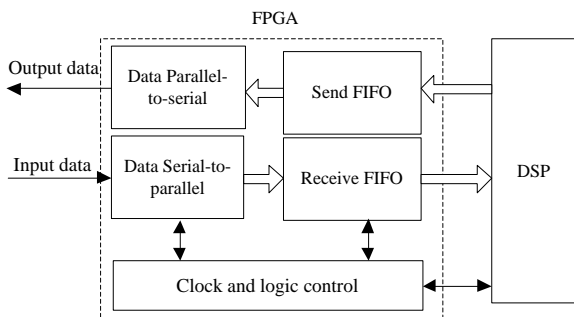 FPGA
Output data
Data Parallel-
to-serial
Send FIFO
Input data
Data Serial-to-
parallel
Receive FIFO
DSP
Clock and logic control